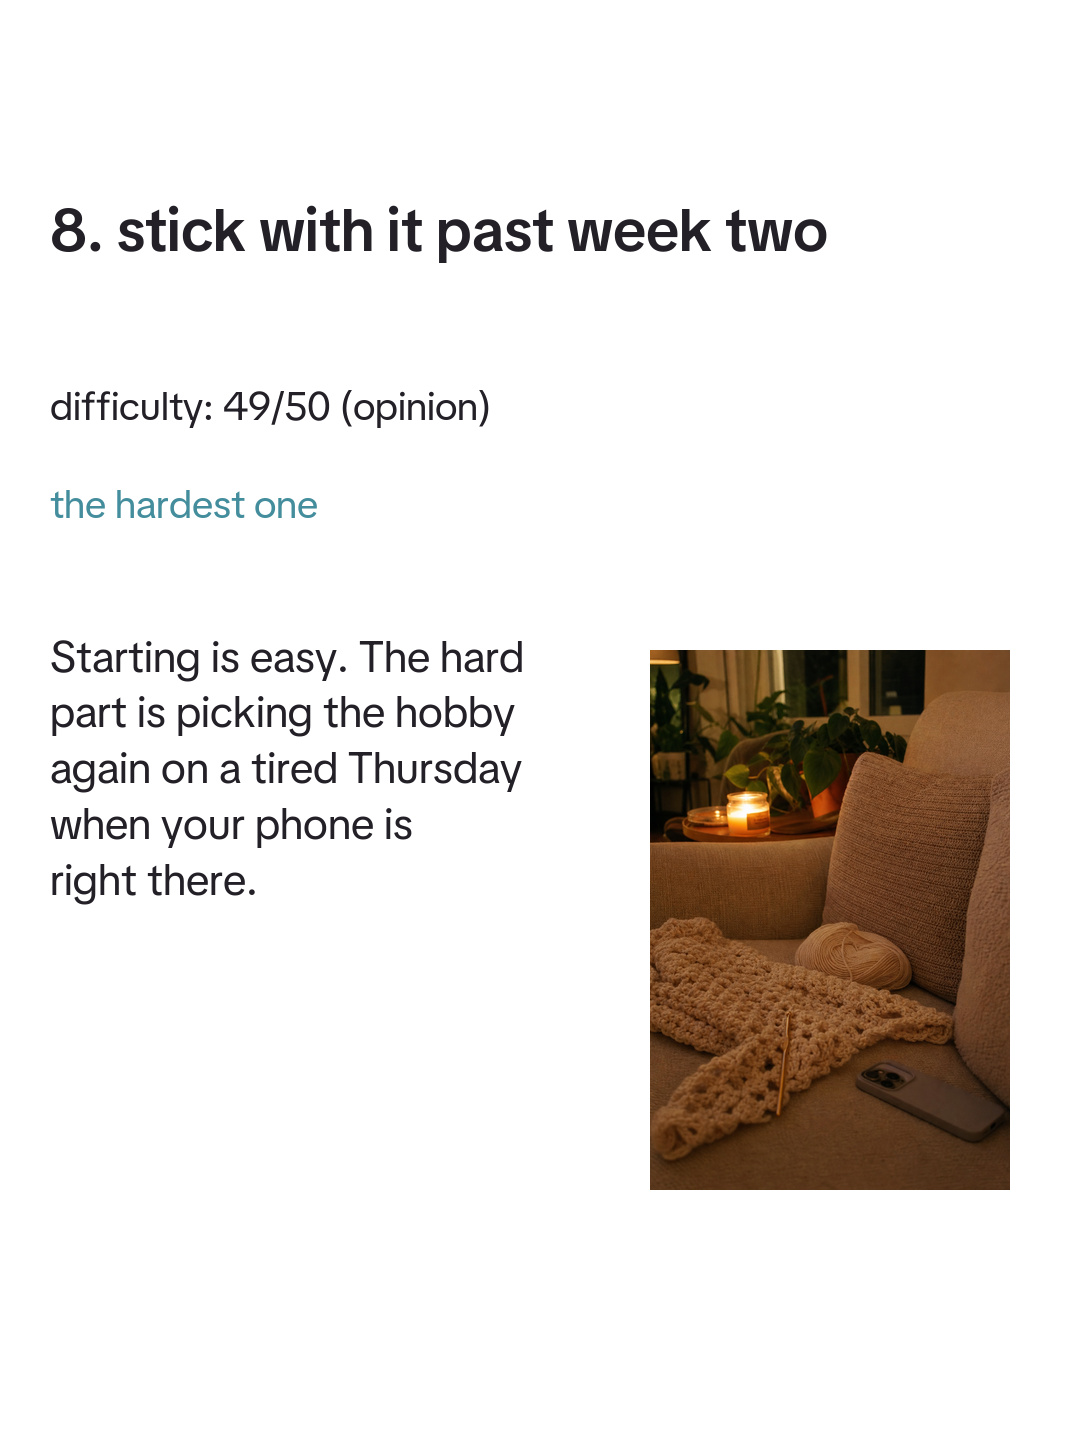 8. stick with it past week two
difficulty: 49/50 (opinion)
the hardest one
Starting is easy. The hard
part is picking the hobby
again on a tired Thursday
when your phone is
right there.